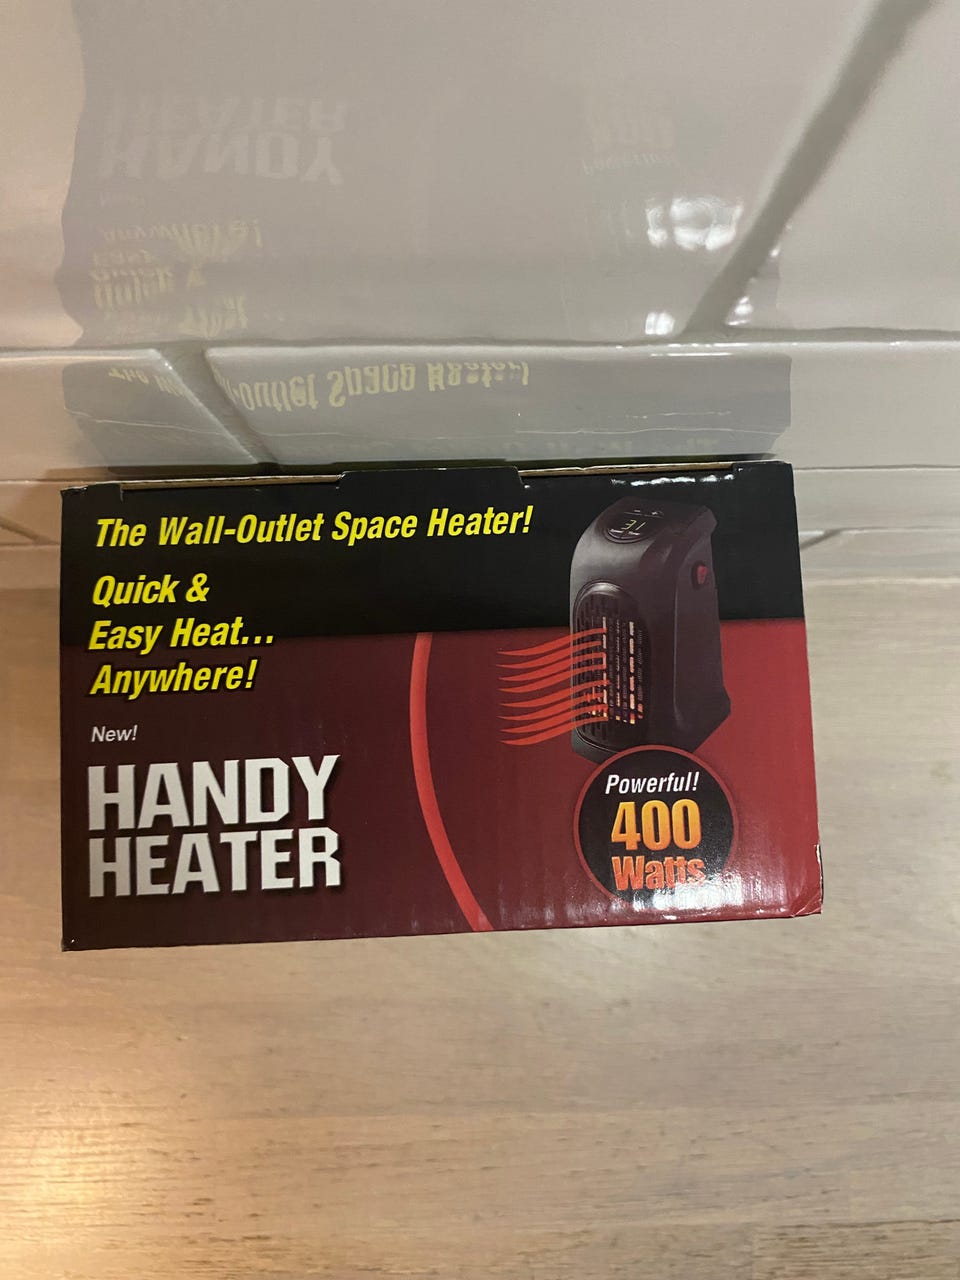 The Wall-Outlet Space Heater!
Quick &
Easy Heat...
Anywhere!
New!
HANDY
HEATER
Powerful!
400
Watts